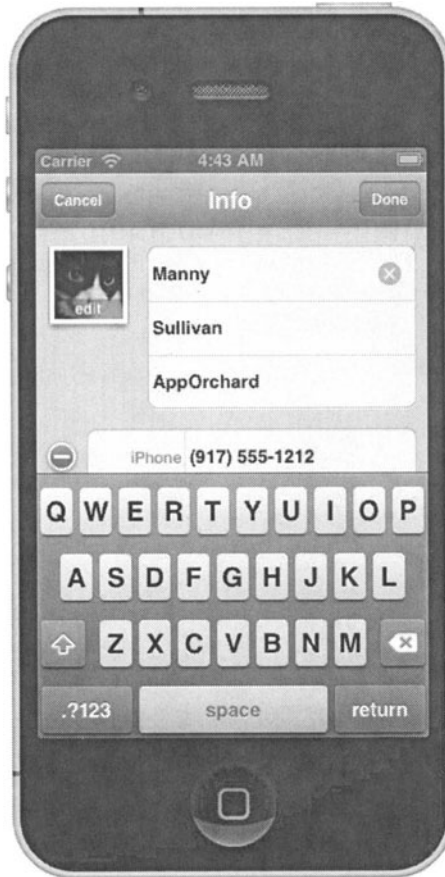 Carrier 4:43 AM
Cancel Info Done
edit
Manny
Sullivan
AppOrchard
iPhone (917) 555-1212
Q W E R T Y U I O P
A S D F G H J K L
Z X C V B N M
.?123 space return